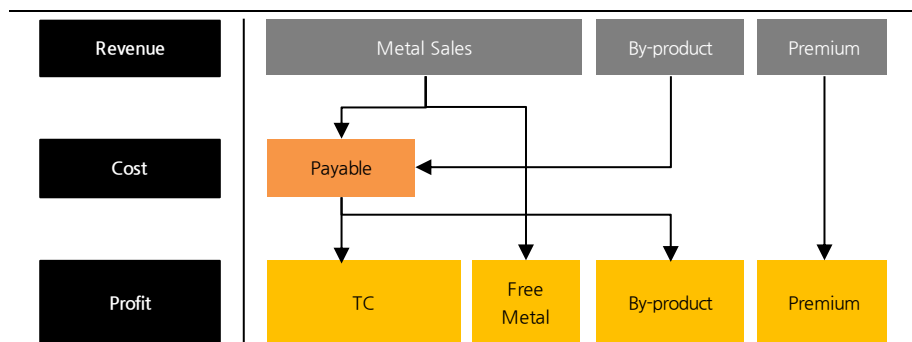 Revenue
Metal Sales
By-product
Premium
Cost
Payable
Profit
TC
Free
Metal
By-product
Premium